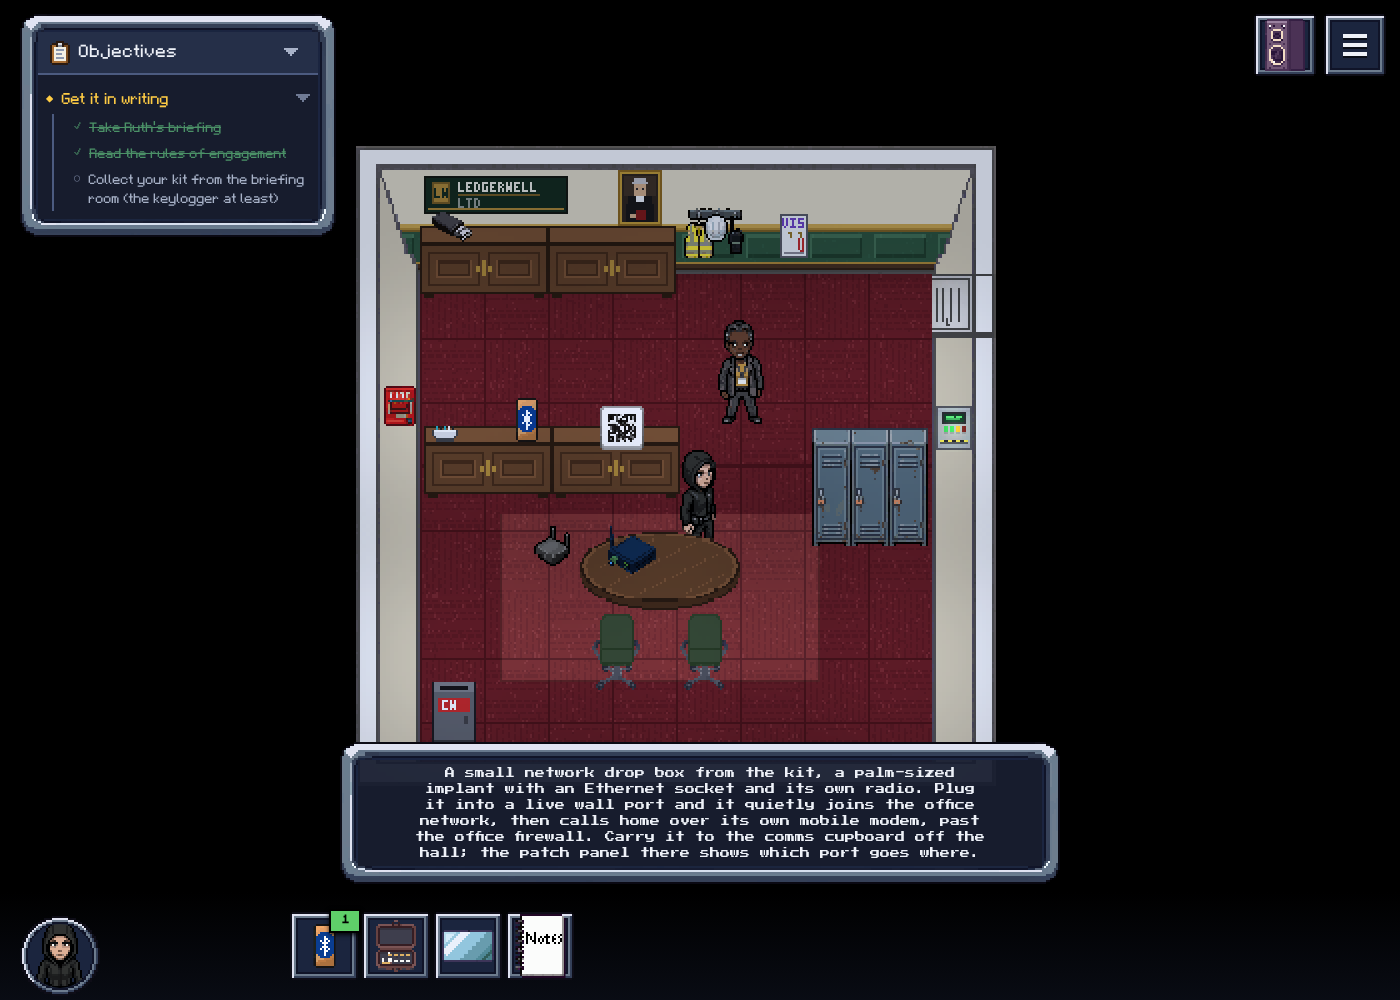 Objectives
Get it in writing
Take Ruth's briefing
Read the rules of engagement
Collect your kit from the briefing
room (the keylogger at least)
LEDGERWELL
LTD
VIS
CW
A small network drop box from the kit, a palm-sized
implant with an Ethernet socket and its own radio. Plug
it into a live wall port and it quietly joins the office
network, then calls home over its own mobile modem, past
the office firewall. Carry it to the comms cupboard off the
hall; the patch panel there shows which port goes where.
1
Notes